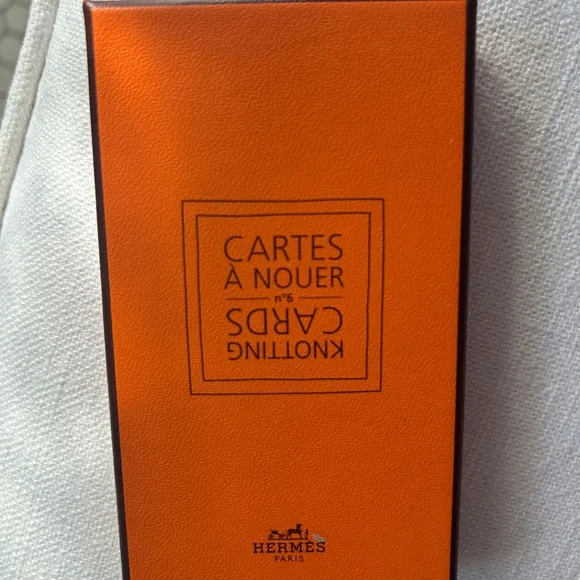 CARTES
À NOUER
n°6
KNOTTING
CARDS
HERMÈS
PARIS